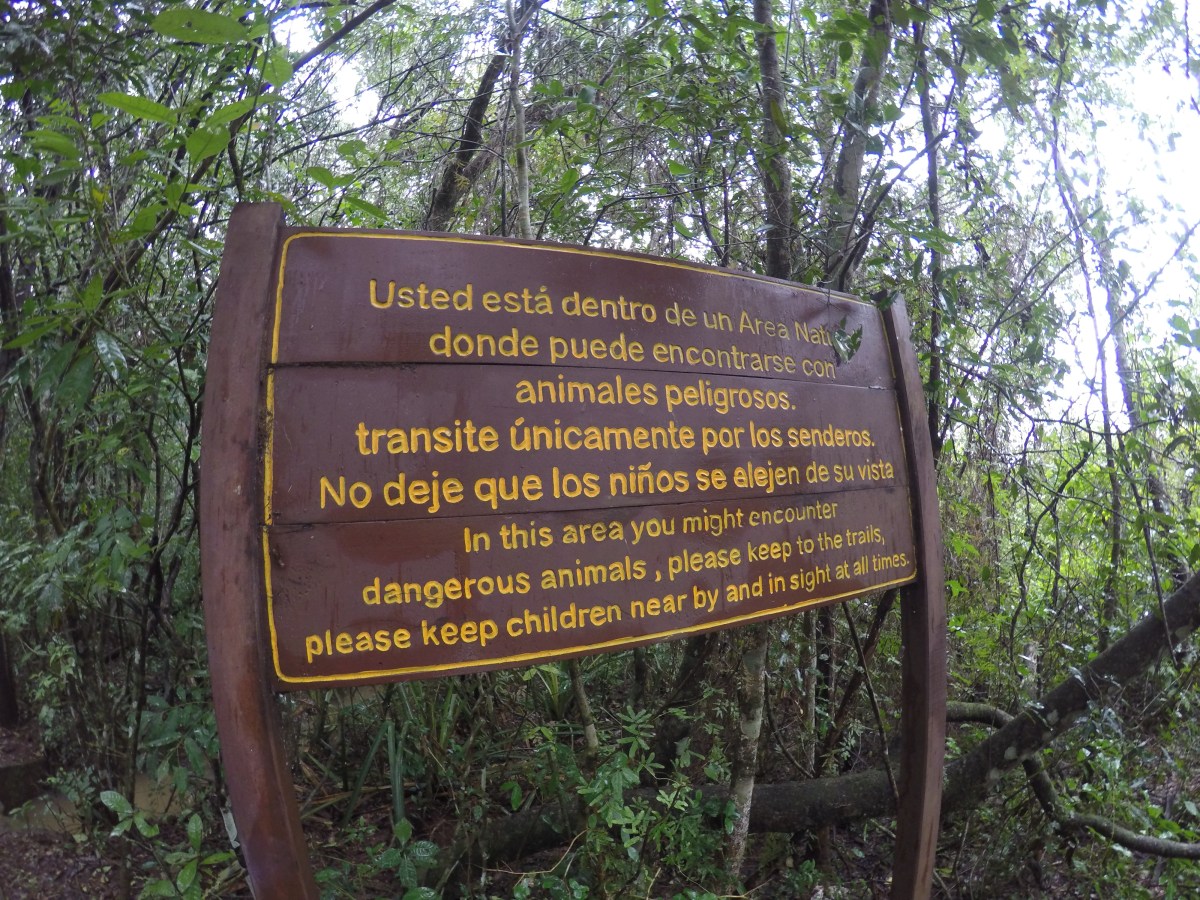 Usted está dentro de un Area
donde puede encontrarse con
animales peligrosos.
transite únicamente por los senderos.
No deje que los niños se alejen de su vista
In this area you might encounter
dangerous animals , please keep to the trails,
please keep children near by and in sight at all times.